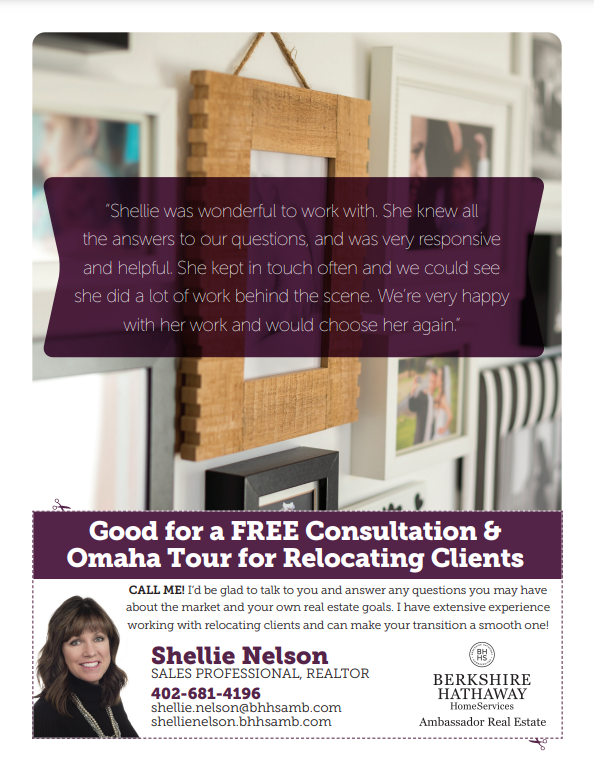 “Shellie was wonderful to work with. She knew all
the answers to our questions, and was very responsive
and helpful. She kept in touch often and we could see
she did a lot of work behind the scene. We’re very happy
with her work and would choose her again.”
Good for a FREE Consultation &
Omaha Tour for Relocating Clients
CALL ME! I’d be glad to talk to you and answer any questions you may have
about the market and your own real estate goals. I have extensive experience
working with relocating clients and can make your transition a smooth one!
Shellie Nelson
SALES PROFESSIONAL, REALTOR
402-681-4196
shellie.nelson@bhhsamb.com
shellienelson.bhhsamb.com
BH
HS
BERKSHIRE
HATHAWAY
HomeServices
Ambassador Real Estate